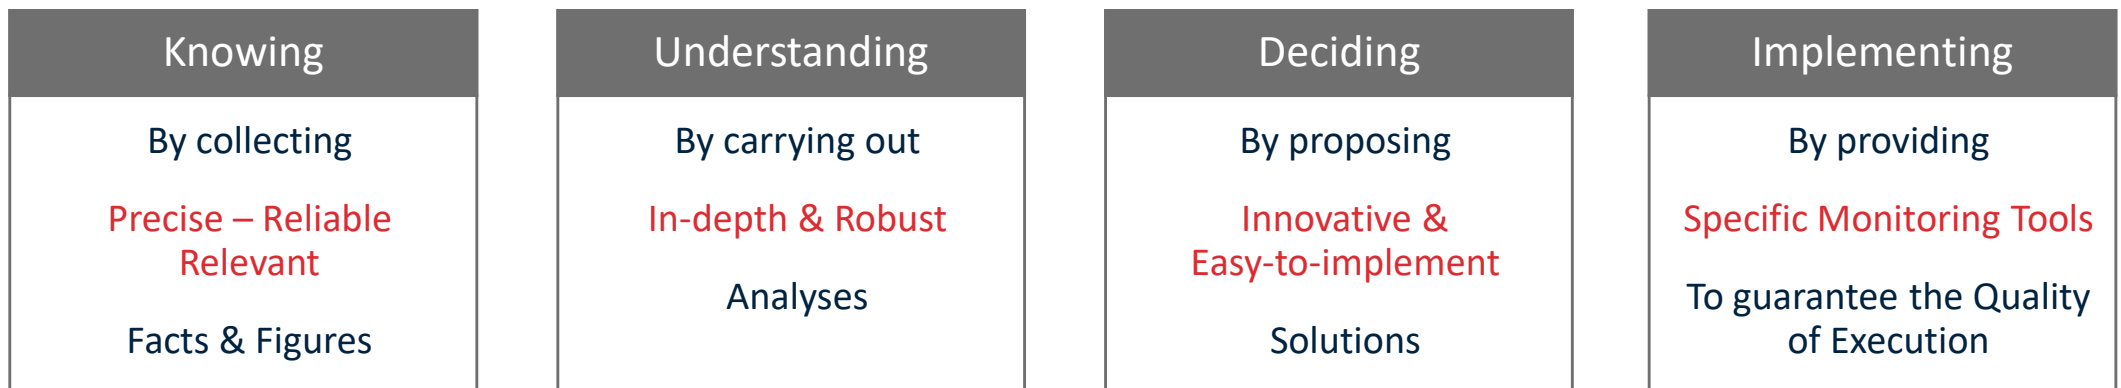 Knowing
By collecting
Precise – Reliable
Relevant
Facts & Figures
Understanding
By carrying out
In-depth & Robust
Analyses
Deciding
By proposing
Innovative &
Easy-to-implement
Solutions
Implementing
By providing
Specific Monitoring Tools
To guarantee the Quality
of Execution